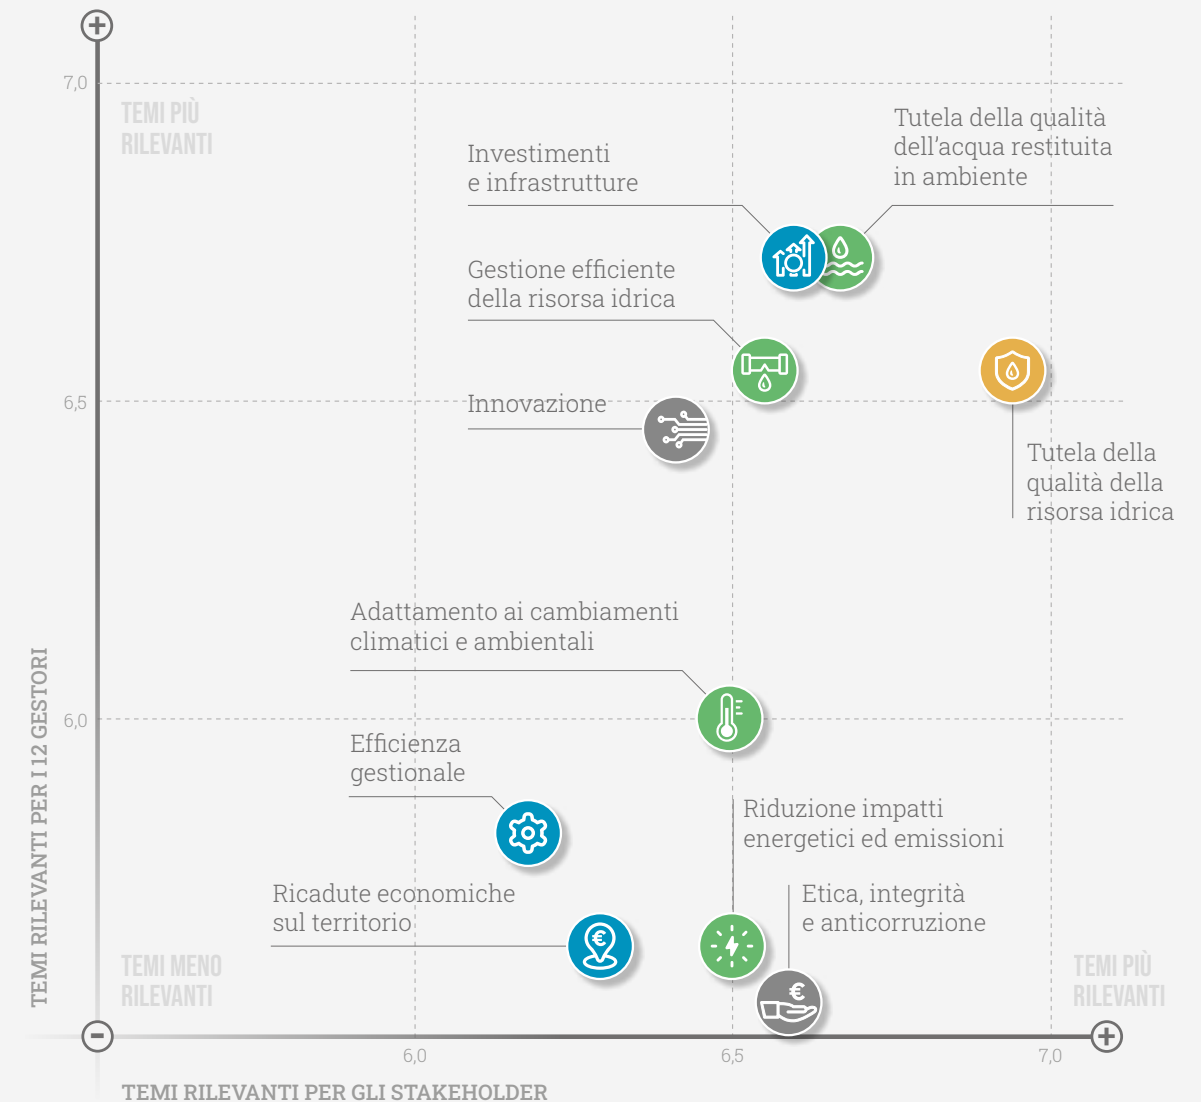 7,0
TEMI PIÙ
RILEVANTI
Tutela della qualità
dell'acqua restituita
in ambiente
Investimenti
e infrastrutture
Gestione efficiente
della risorsa idrica
Innovazione
6,5
Tutela della
qualità della
risorsa idrica
Adattamento ai cambiamenti
climatici e ambientali
6,0
Efficienza
gestionale
Riduzione impatti
energetici ed emissioni
Ricadute economiche
sul territorio
Etica, integrità
e anticorruzione
€
€
TEMI RILEVANTI PER I 12 GESTORI
TEMI MENO
RILEVANTI
TEMI PIÙ
RILEVANTI
6,0
6,5
7,0
TEMI RILEVANTI PER GLI STAKEHOLDER